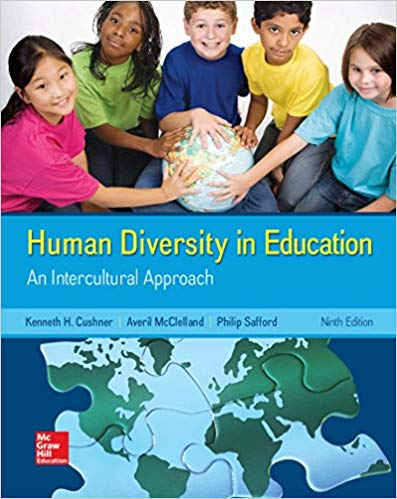 Human Diversity in Education
An Intercultural Approach
Kenneth H. Cushner | Averil McClelland | Philip Safford Ninth Edition
Mc
Graw
Hill
Education